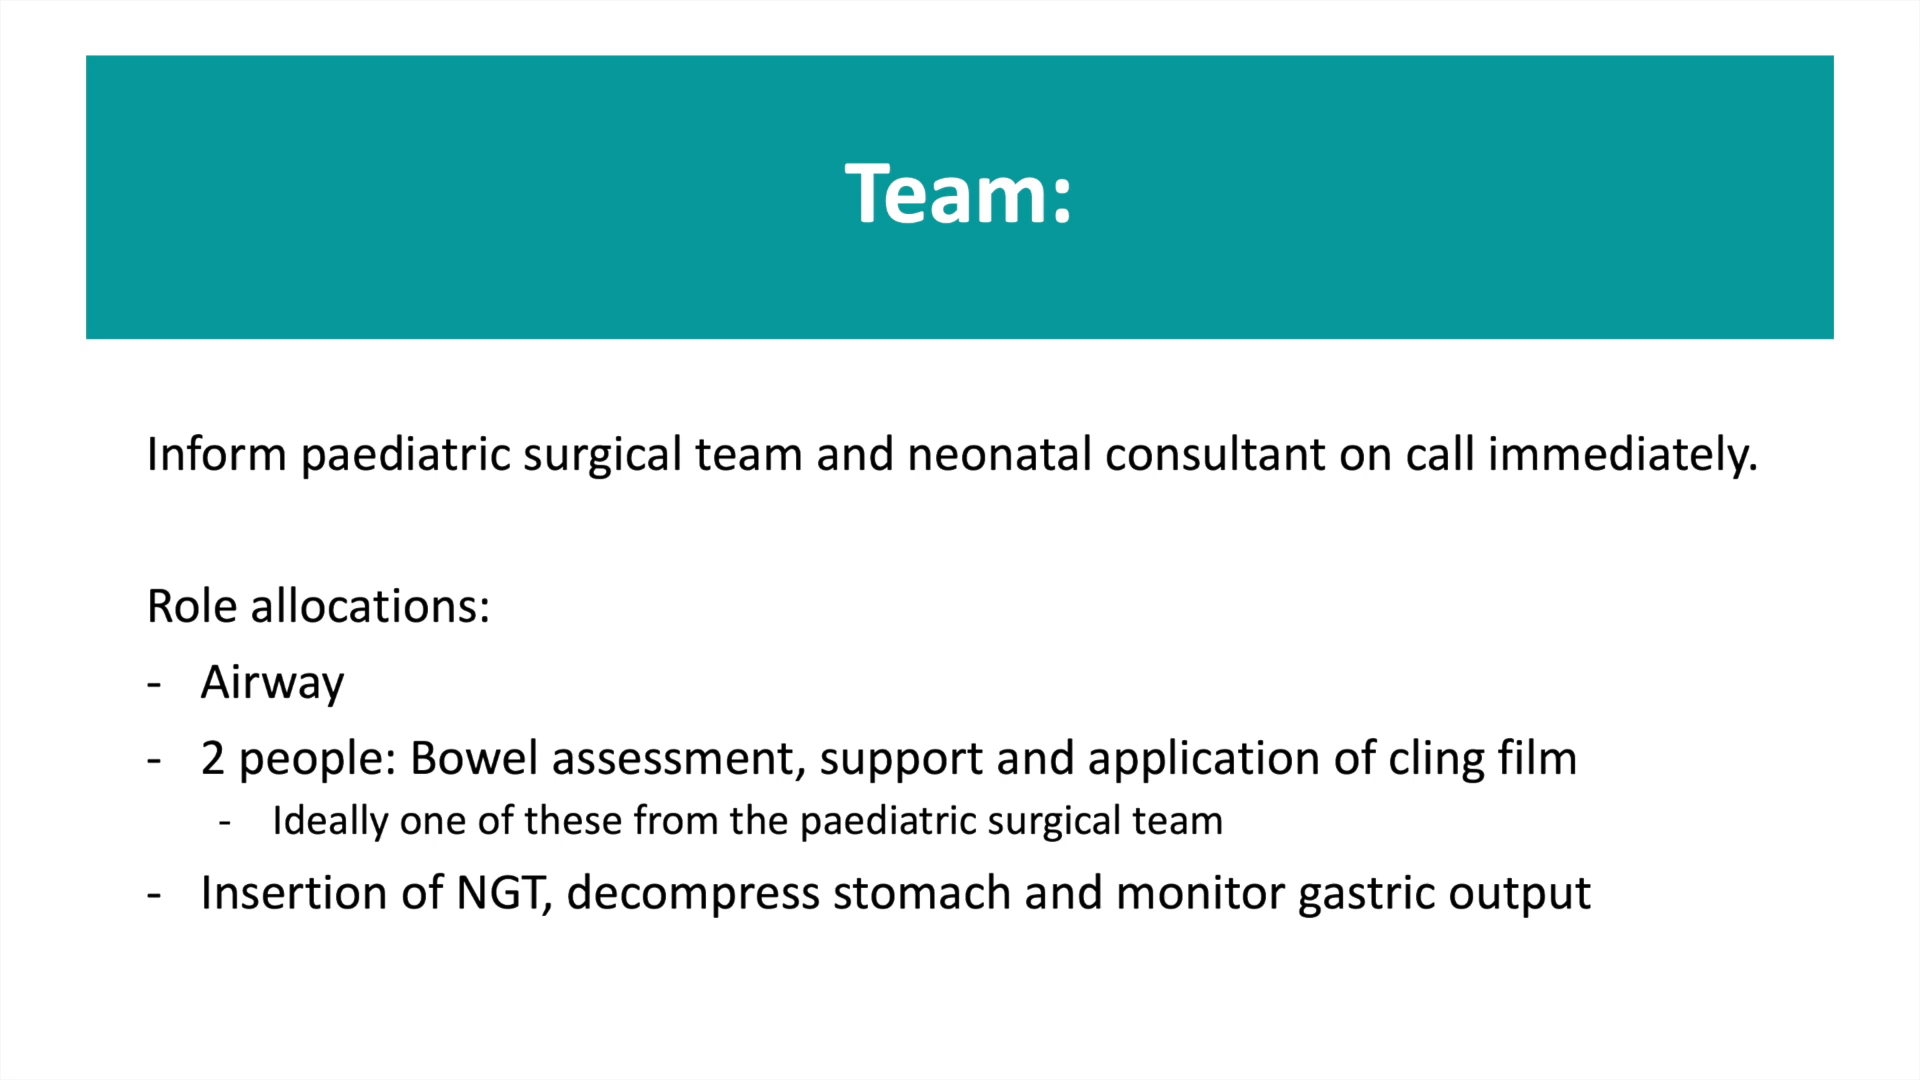 Team:
Inform paediatric surgical team and neonatal consultant on call immediately.
Role allocations:
- Airway
- 2 people: Bowel assessment, support and application of cling film
- Ideally one of these from the paediatric surgical team
- Insertion of NGT, decompress stomach and monitor gastric output